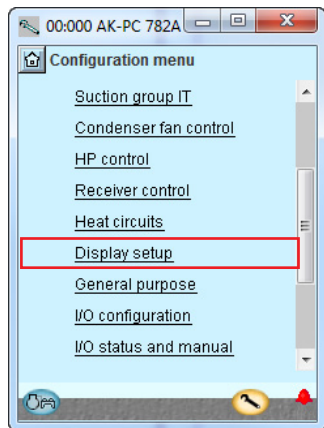 00:000 AK-PC 782A
Configuration menu
Suction group IT
Condenser fan control
HP control
Receiver control
Heat circuits
Display setup
General purpose
I/O configuration
I/O status and manual